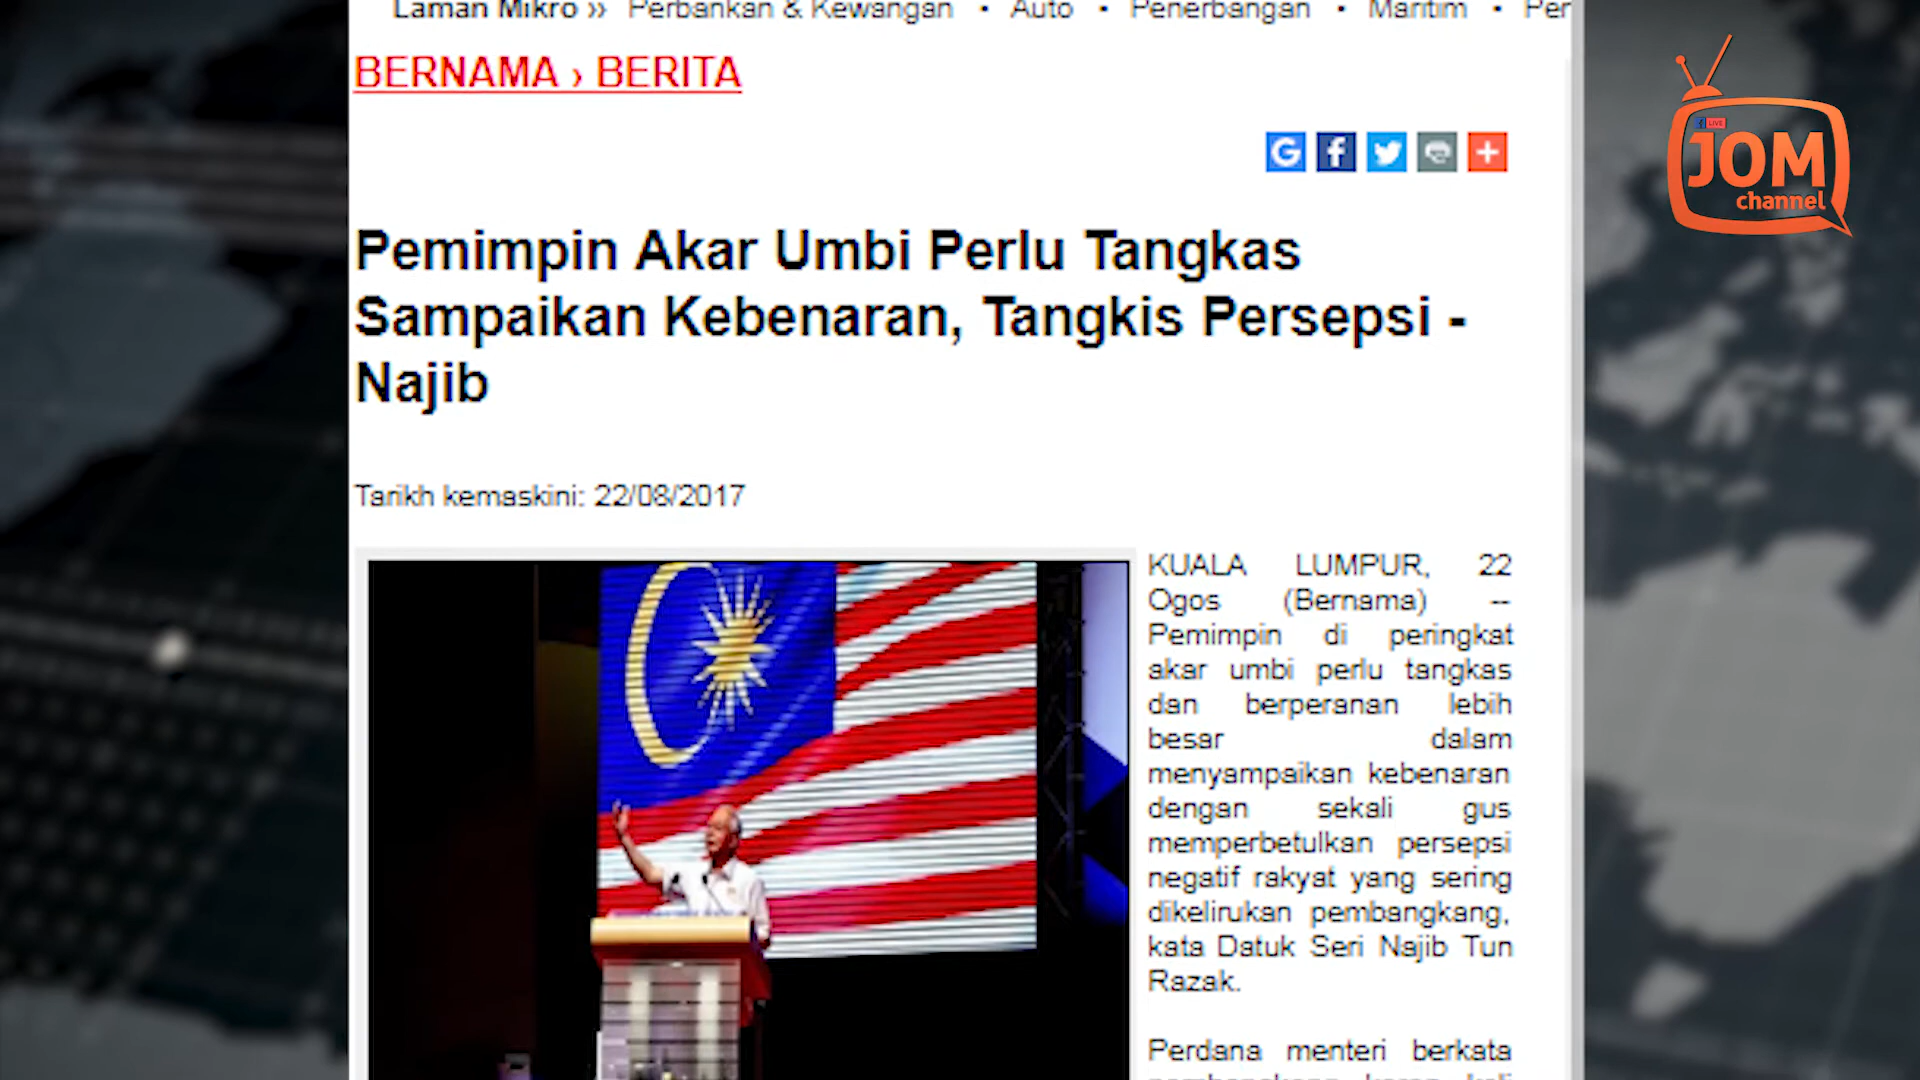 Laman Mikro ›› Perbankan & Kewangan • Auto • Penerbangan • Maritim • Per
BERNAMA › BERITA
LIVE
JOM
channel
Pemimpin Akar Umbi Perlu Tangkas
Sampaikan Kebenaran, Tangkis Persepsi -
Najib
Tarikh kemaskini: 22/08/2017
KUALA LUMPUR, 22
Ogos (Bernama) --
Pemimpin di peringkat
akar umbi perlu tangkas
dan berperanan lebih
besar dalam
menyampaikan kebenaran
dengan sekali gus
memperbetulkan persepsi
negatif rakyat yang sering
dikelirukan pembangkang,
kata Datuk Seri Najib Tun
Razak.
Perdana menteri berkata